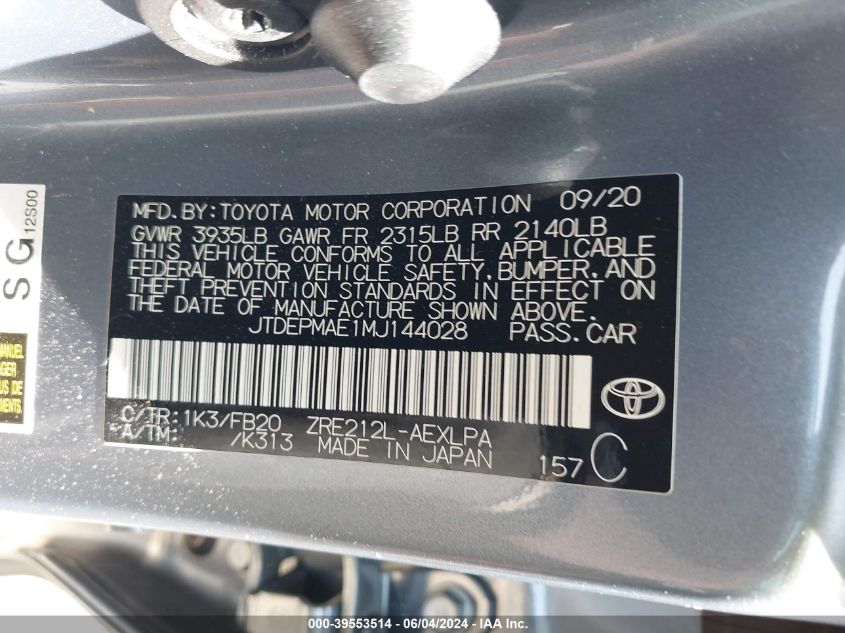 MFD. BY: TOYOTA MOTOR CORPORATION 09/20
GVWR 3935LB GAWR FR 2315LB RR 2140LB
THIS VEHICLE CONFORMS TO ALL APPLICABLE
FEDERAL MOTOR VEHICLE SAFETY, BUMPER, AND
THEFT PREVENTION STANDARDS IN EFFECT ON
THE DATE OF MANUFACTURE SHOWN ABOVE.
JTDEPMAE1MJ144028 PASS. CAR
C/TR: 1K3/FB20 ZRE212L-AEXLPA
A/TM: /K313 MADE IN JAPAN 157 C
S G
12S00
MANUEL
US DE
000-39553514 - 06/04/2024 - IAA Inc.